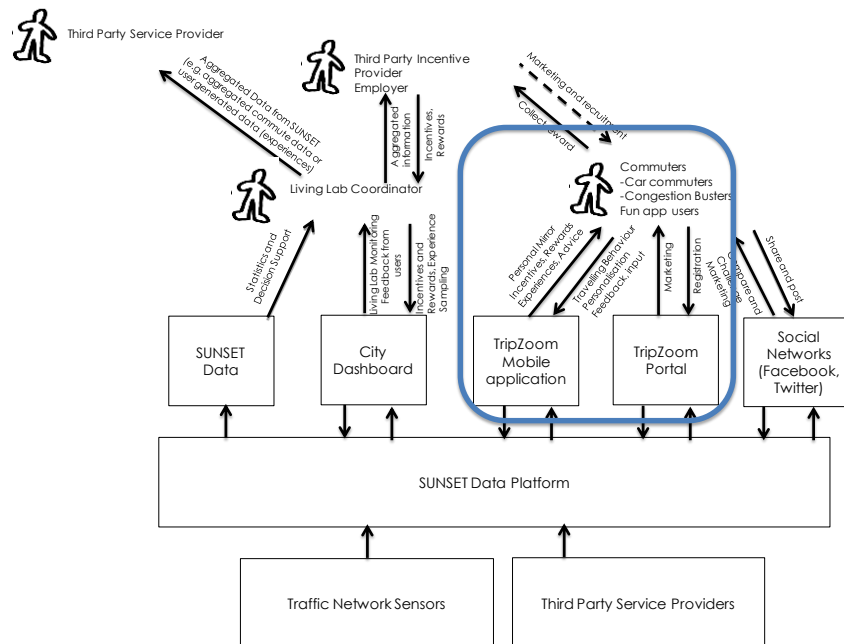 Third Party Service Provider
Aggregated Data from SUNSET
(e.g. aggregated commute data or
user generated data (experiences)
Third Party Incentive
Provider
Employer
Aggregated
information
Incentives,
Rewards
Marketing and recruitment
Collect reward
Living Lab Coordinator
Commuters
-Car commuters
-Congestion Busters
Fun app users
Statistics and
Decision Support
Living Lab Monitoring
Feedback from
users
Incentives and
Rewards, Experience
Sampling
Personal Mirror
Incentives, Rewards
Experiences, Advice
Travelling Behaviour
Personalisation
Feedback, input
Marketing
Registration
Compare and
Challenge
Marketing
Share and post
SUNSET
Data
City
Dashboard
TripZoom
Mobile
application
TripZoom
Portal
Social
Networks
(Facebook,
Twitter)
SUNSET Data Platform
Traffic Network Sensors
Third Party Service Providers